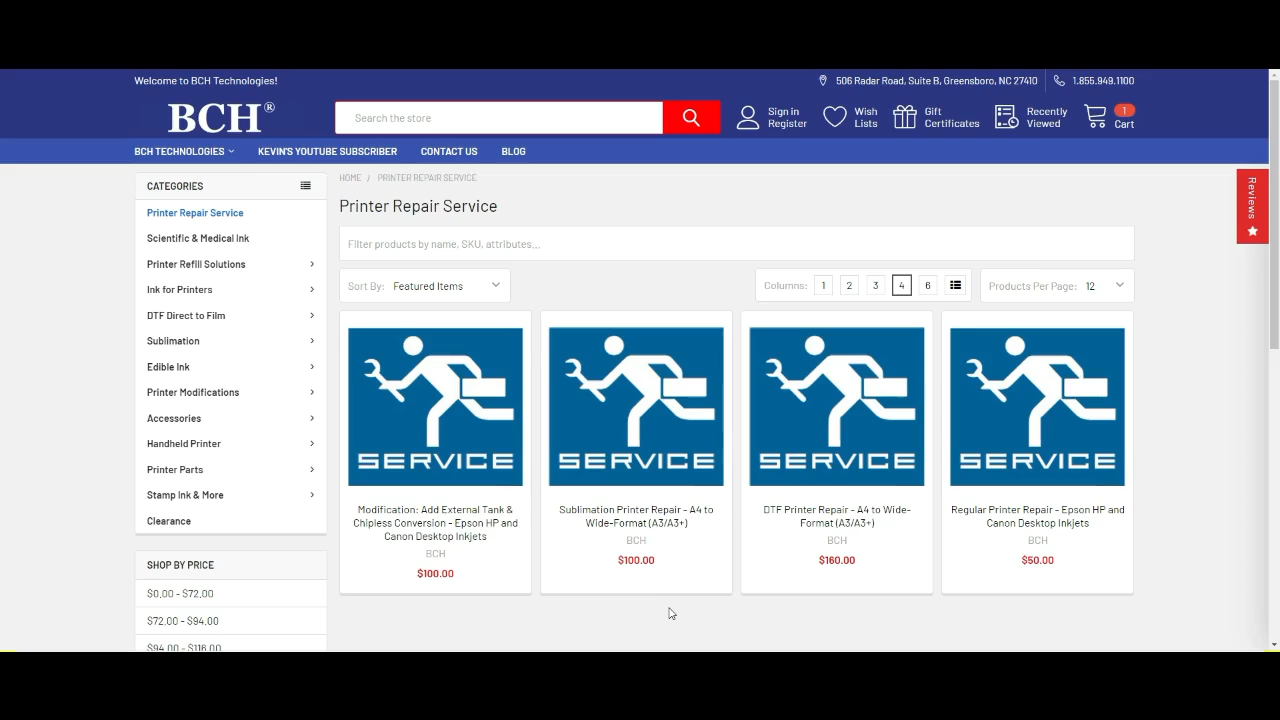 Welcome to BCH Technologies!
506 Radar Road, Suite B, Greensboro, NC 27410
1.855.949.1100
BCH®
Search the store
Sign in
Register
Wish
Lists
Gift
Certificates
Recently
Viewed
1
Cart
BCH TECHNOLOGIES
KEVIN'S YOUTUBE SUBSCRIBER
CONTACT US
BLOG
Reviews
CATEGORIES
Printer Repair Service
Scientific & Medical Ink
Printer Refill Solutions
Ink for Printers
DTF Direct to Film
Sublimation
Edible Ink
Printer Modifications
Accessories
Handheld Printer
Printer Parts
Stamp Ink & More
Clearance
SHOP BY PRICE
$0.00 - $72.00
$72.00 - $94.00
$94.00 - $116.00
HOME / PRINTER REPAIR SERVICE
Printer Repair Service
Filter products by name, SKU, attributes...
Sort By: Featured Items
Columns: 1 2 3 4 6
Products Per Page: 12
SERVICE
Modification: Add External Tank &
Chipless Conversion - Epson HP and
Canon Desktop Inkjets
BCH
$100.00
SERVICE
Sublimation Printer Repair - A4 to
Wide-Format (A3/A3+)
BCH
$100.00
SERVICE
DTF Printer Repair - A4 to Wide-
Format (A3/A3+)
BCH
$160.00
SERVICE
Regular Printer Repair - Epson HP and
Canon Desktop Inkjets
BCH
$50.00